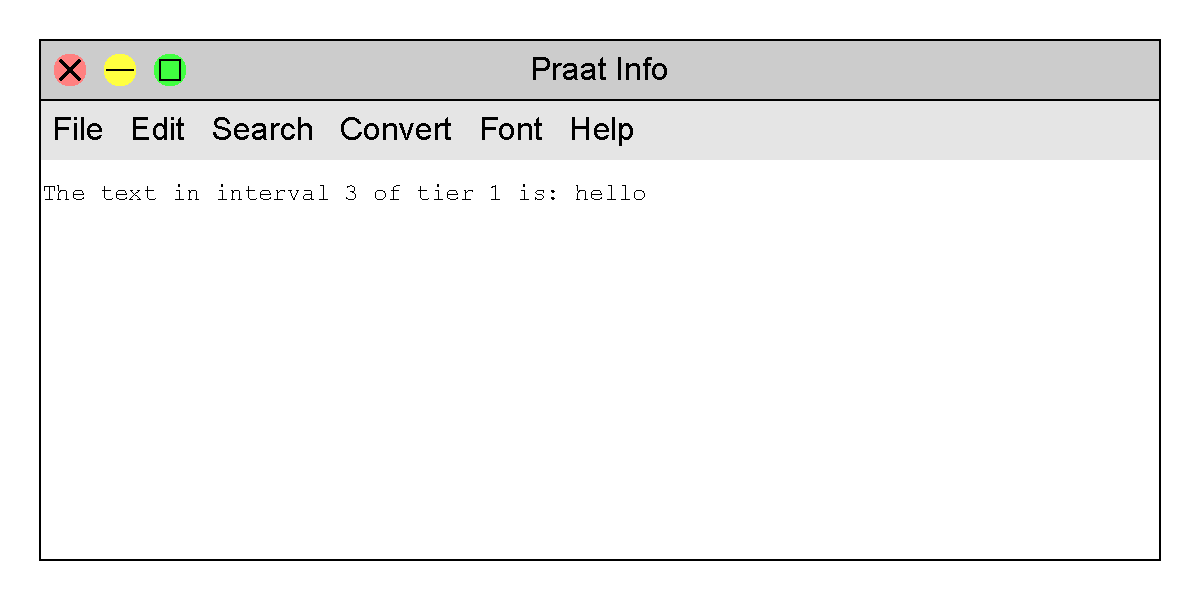 Praat Info
File Edit Search Convert Font Help
The text in interval 3 of tier 1 is: hello